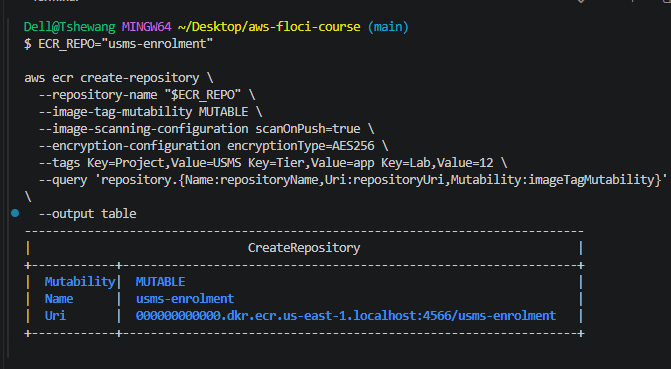 Dell@Tshewang MINGW64 ~/Desktop/aws-floci-course (main)
$ ECR_REPO="usms-enrolment"
aws ecr create-repository \
  --repository-name "$ECR_REPO" \
  --image-tag-mutability MUTABLE \
  --image-scanning-configuration scanOnPush=true \
  --encryption-configuration encryptionType=AES256 \
  --tags Key=Project,Value=USMS Key=Tier,Value=app Key=Lab,Value=12 \
  --query 'repository.{Name:repositoryName,Uri:repositoryUri,Mutability:imageTagMutability}'
\
  --output table
------------------------------------------------------------------------
|                            CreateRepository                            |
+------------+-----------------------------------------------------------+
|  Mutability|  MUTABLE                                                  |
|  Name      |  usms-enrolment                                           |
|  Uri       |  000000000000.dkr.ecr.us-east-1.localhost:4566/usms-enrolment  |
+------------+-----------------------------------------------------------+